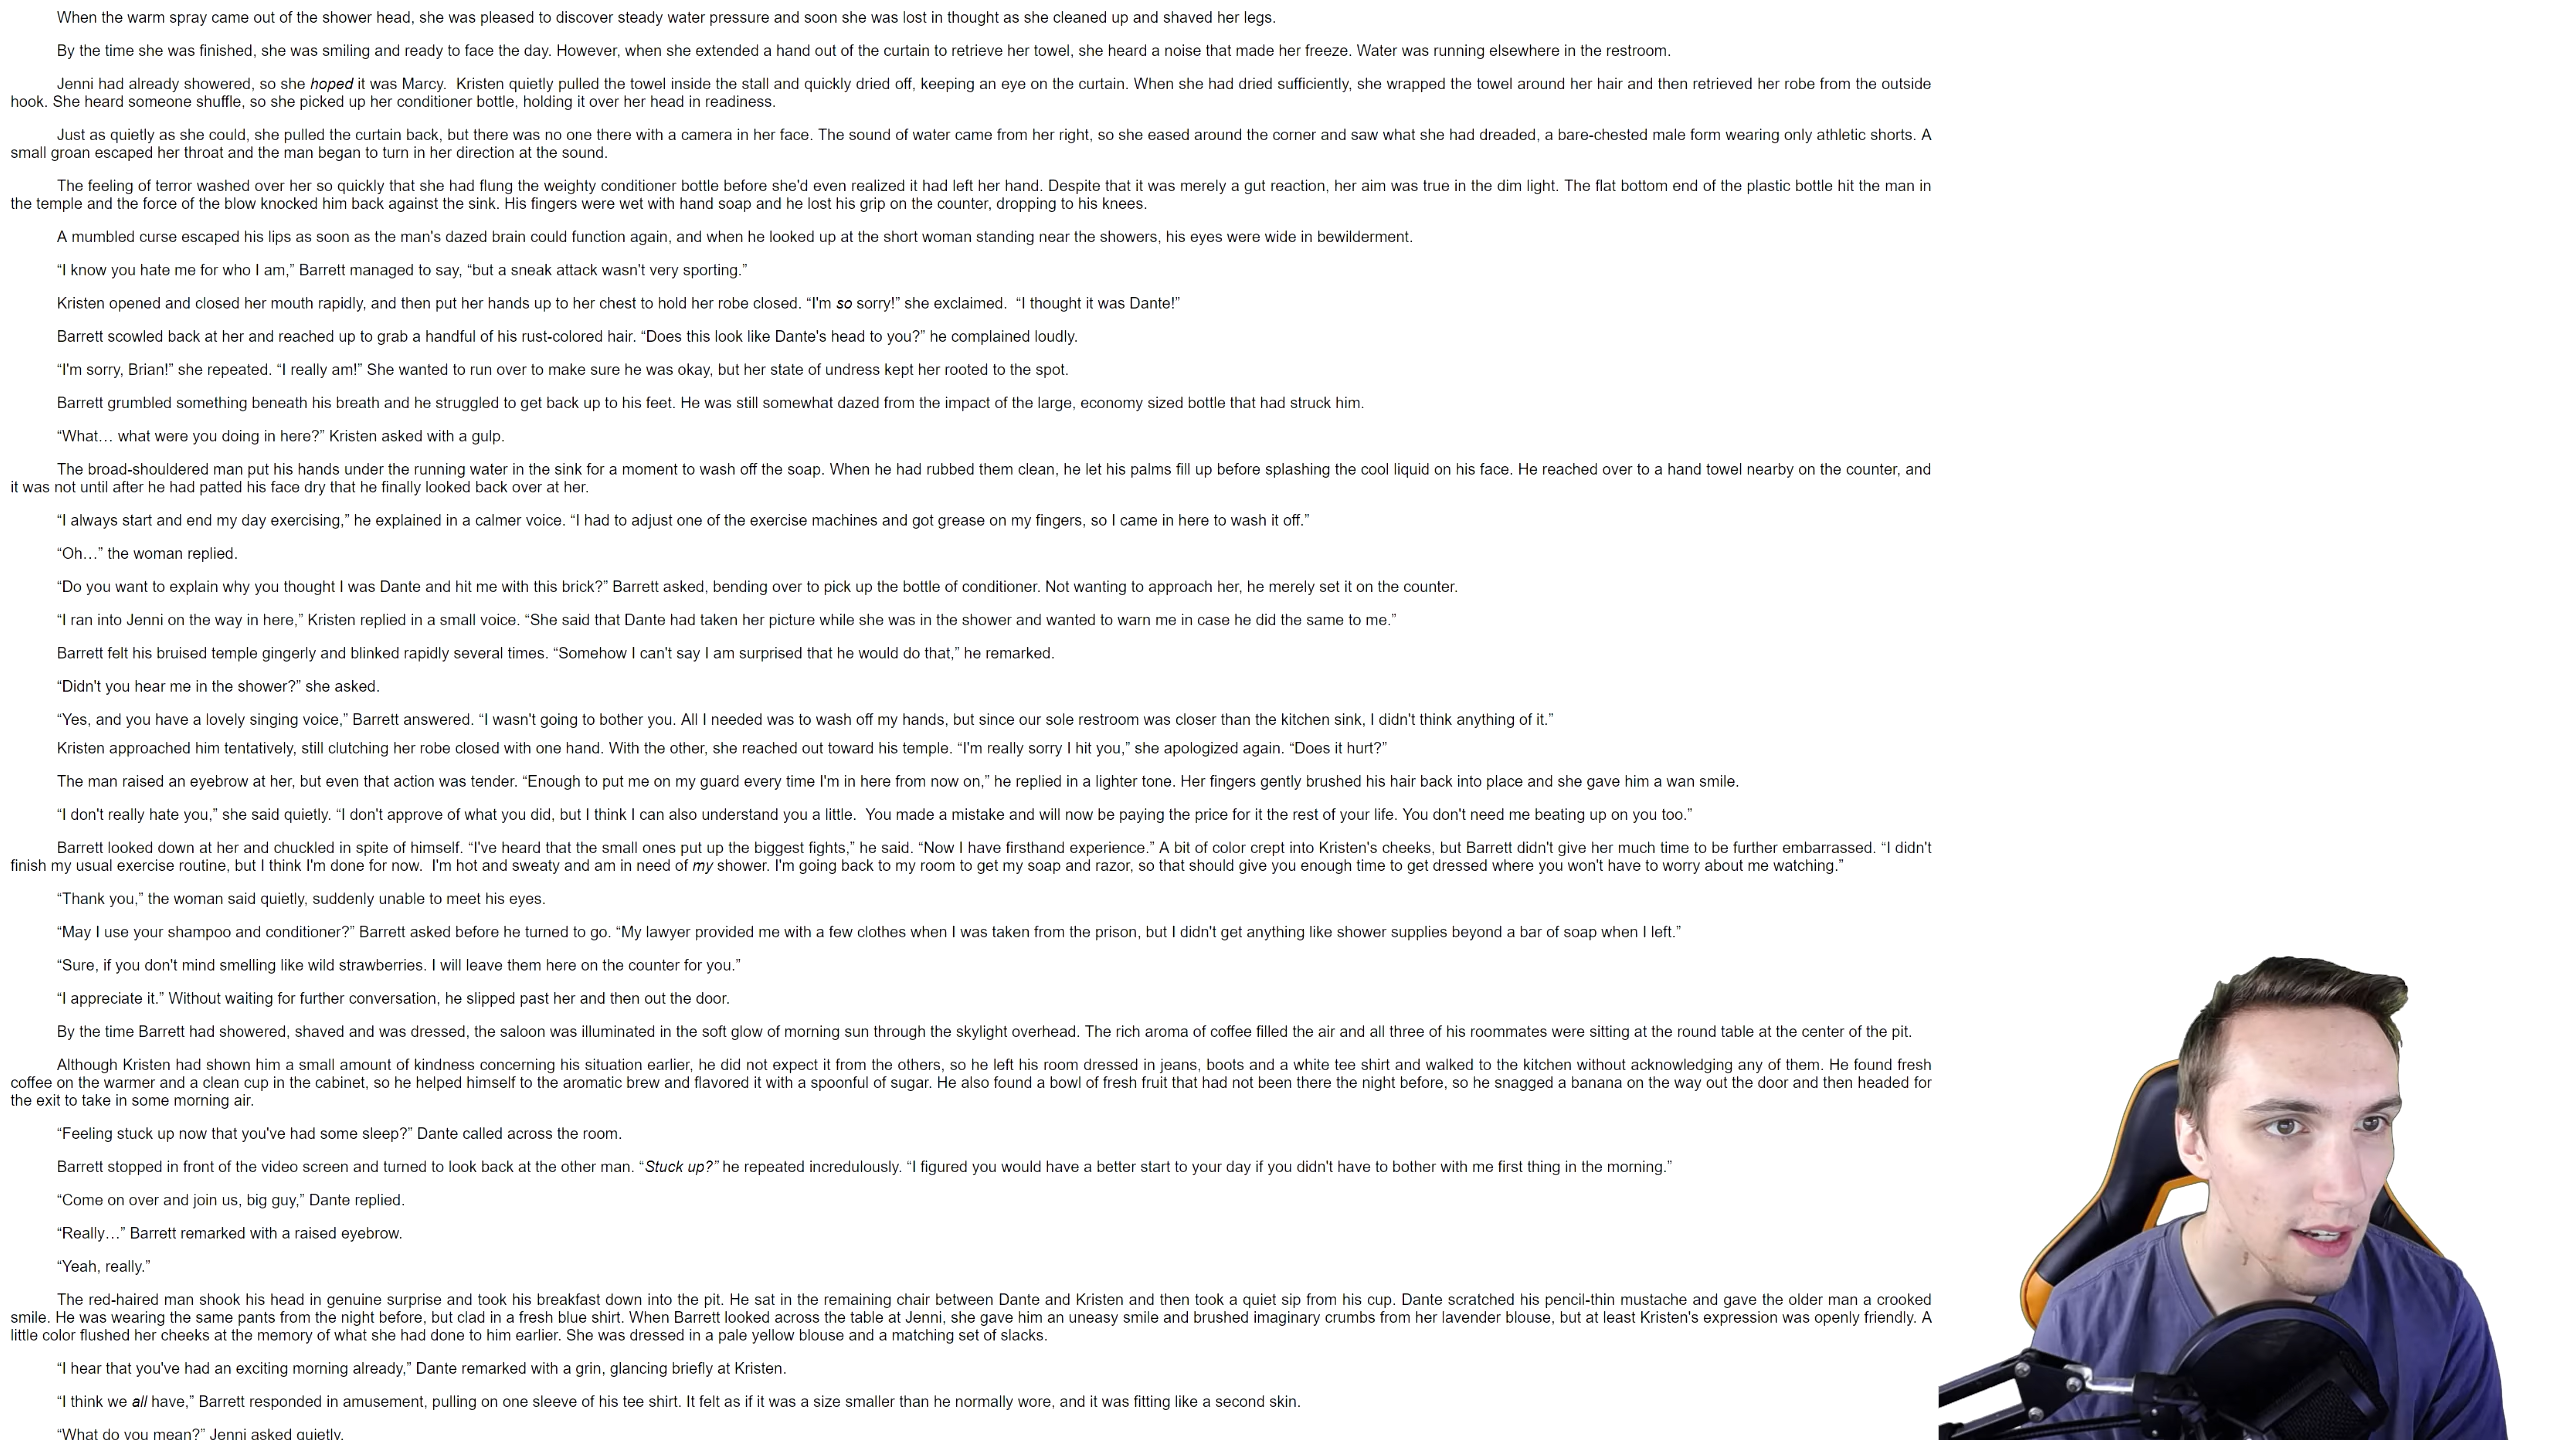 When the warm spray came out of the shower head, she was pleased to discover steady water pressure and soon she was lost in thought as she cleaned up and shaved her legs.
By the time she was finished, she was smiling and ready to face the day. However, when she extended a hand out of the curtain to retrieve her towel, she heard a noise that made her freeze. Water was running elsewhere in the restroom.
Jenni had already showered, so she hoped it was Marcy.  Kristen quietly pulled the towel inside the stall and quickly dried off, keeping an eye on the curtain. When she had dried sufficiently, she wrapped the towel around her hair and then retrieved her robe from the outside
hook. She heard someone shuffle, so she picked up her conditioner bottle, holding it over her head in readiness.
Just as quietly as she could, she pulled the curtain back, but there was no one there with a camera in her face. The sound of water came from her right, so she eased around the corner and saw what she had dreaded, a bare-chested male form wearing only athletic shorts. A
small groan escaped her throat and the man began to turn in her direction at the sound.
The feeling of terror washed over her so quickly that she had flung the weighty conditioner bottle before she'd even realized it had left her hand. Despite that it was merely a gut reaction, her aim was true in the dim light. The flat bottom end of the plastic bottle hit the man in
the temple and the force of the blow knocked him back against the sink. His fingers were wet with hand soap and he lost his grip on the counter, dropping to his knees.
A mumbled curse escaped his lips as soon as the man's dazed brain could function again, and when he looked up at the short woman standing near the showers, his eyes were wide in bewilderment.
“I know you hate me for who I am,” Barrett managed to say, “but a sneak attack wasn't very sporting.”
Kristen opened and closed her mouth rapidly, and then put her hands up to her chest to hold her robe closed. “I'm so sorry!” she exclaimed.  “I thought it was Dante!”
Barrett scowled back at her and reached up to grab a handful of his rust-colored hair. “Does this look like Dante's head to you?” he complained loudly.
“I'm sorry, Brian!” she repeated. “I really am!” She wanted to run over to make sure he was okay, but her state of undress kept her rooted to the spot.
Barrett grumbled something beneath his breath and he struggled to get back up to his feet. He was still somewhat dazed from the impact of the large, economy sized bottle that had struck him.
“What… what were you doing in here?” Kristen asked with a gulp.
The broad-shouldered man put his hands under the running water in the sink for a moment to wash off the soap. When he had rubbed them clean, he let his palms fill up before splashing the cool liquid on his face. He reached over to a hand towel nearby on the counter, and
it was not until after he had patted his face dry that he finally looked back over at her.
“I always start and end my day exercising,” he explained in a calmer voice. “I had to adjust one of the exercise machines and got grease on my fingers, so I came in here to wash it off.”
“Oh…” the woman replied.
“Do you want to explain why you thought I was Dante and hit me with this brick?” Barrett asked, bending over to pick up the bottle of conditioner. Not wanting to approach her, he merely set it on the counter.
“I ran into Jenni on the way in here,” Kristen replied in a small voice. “She said that Dante had taken her picture while she was in the shower and wanted to warn me in case he did the same to me.”
Barrett felt his bruised temple gingerly and blinked rapidly several times. “Somehow I can't say I am surprised that he would do that,” he remarked.
“Didn't you hear me in the shower?” she asked.
“Yes, and you have a lovely singing voice,” Barrett answered. “I wasn't going to bother you. All I needed was to wash off my hands, but since our sole restroom was closer than the kitchen sink, I didn't think anything of it.”
Kristen approached him tentatively, still clutching her robe closed with one hand. With the other, she reached out toward his temple. “I'm really sorry I hit you,” she apologized again. “Does it hurt?”
The man raised an eyebrow at her, but even that action was tender. “Enough to put me on my guard every time I'm in here from now on,” he replied in a lighter tone. Her fingers gently brushed his hair back into place and she gave him a wan smile.
“I don't really hate you,” she said quietly. “I don't approve of what you did, but I think I can also understand you a little.  You made a mistake and will now be paying the price for it the rest of your life. You don't need me beating up on you too.”
Barrett looked down at her and chuckled in spite of himself. “I've heard that the small ones put up the biggest fights,” he said. “Now I have firsthand experience.” A bit of color crept into Kristen's cheeks, but Barrett didn't give her much time to be further embarrassed. “I didn't
finish my usual exercise routine, but I think I'm done for now.  I'm hot and sweaty and am in need of my shower. I'm going back to my room to get my soap and razor, so that should give you enough time to get dressed where you won't have to worry about me watching.”
“Thank you,” the woman said quietly, suddenly unable to meet his eyes.
“May I use your shampoo and conditioner?” Barrett asked before he turned to go. “My lawyer provided me with a few clothes when I was taken from the prison, but I didn't get anything like shower supplies beyond a bar of soap when I left.”
“Sure, if you don't mind smelling like wild strawberries. I will leave them here on the counter for you.”
“I appreciate it.” Without waiting for further conversation, he slipped past her and then out the door.
By the time Barrett had showered, shaved and was dressed, the saloon was illuminated in the soft glow of morning sun through the skylight overhead. The rich aroma of coffee filled the air and all three of his roommates were sitting at the round table at the center of the pit.
Although Kristen had shown him a small amount of kindness concerning his situation earlier, he did not expect it from the others, so he left his room dressed in jeans, boots and a white tee shirt and walked to the kitchen without acknowledging any of them. He found fresh
coffee on the warmer and a clean cup in the cabinet, so he helped himself to the aromatic brew and flavored it with a spoonful of sugar. He also found a bowl of fresh fruit that had not been there the night before, so he snagged a banana on the way out the door and then headed for
the exit to take in some morning air.
“Feeling stuck up now that you've had some sleep?” Dante called across the room.
Barrett stopped in front of the video screen and turned to look back at the other man. “Stuck up?” he repeated incredulously. “I figured you would have a better start to your day if you didn't have to bother with me first thing in the morning.”
“Come on over and join us, big guy,” Dante replied.
“Really…” Barrett remarked with a raised eyebrow.
“Yeah, really.”
The red-haired man shook his head in genuine surprise and took his breakfast down into the pit. He sat in the remaining chair between Dante and Kristen and then took a quiet sip from his cup. Dante scratched his pencil-thin mustache and gave the older man a crooked
smile. He was wearing the same pants from the night before, but clad in a fresh blue shirt. When Barrett looked across the table at Jenni, she gave him an uneasy smile and brushed imaginary crumbs from her lavender blouse, but at least Kristen's expression was openly friendly. A
little color flushed her cheeks at the memory of what she had done to him earlier. She was dressed in a pale yellow blouse and a matching set of slacks.
“I hear that you've had an exciting morning already,” Dante remarked with a grin, glancing briefly at Kristen.
“I think we all have,” Barrett responded in amusement, pulling on one sleeve of his tee shirt. It felt as if it was a size smaller than he normally wore, and it was fitting like a second skin.
“What do you mean?” Jenni asked quietly.